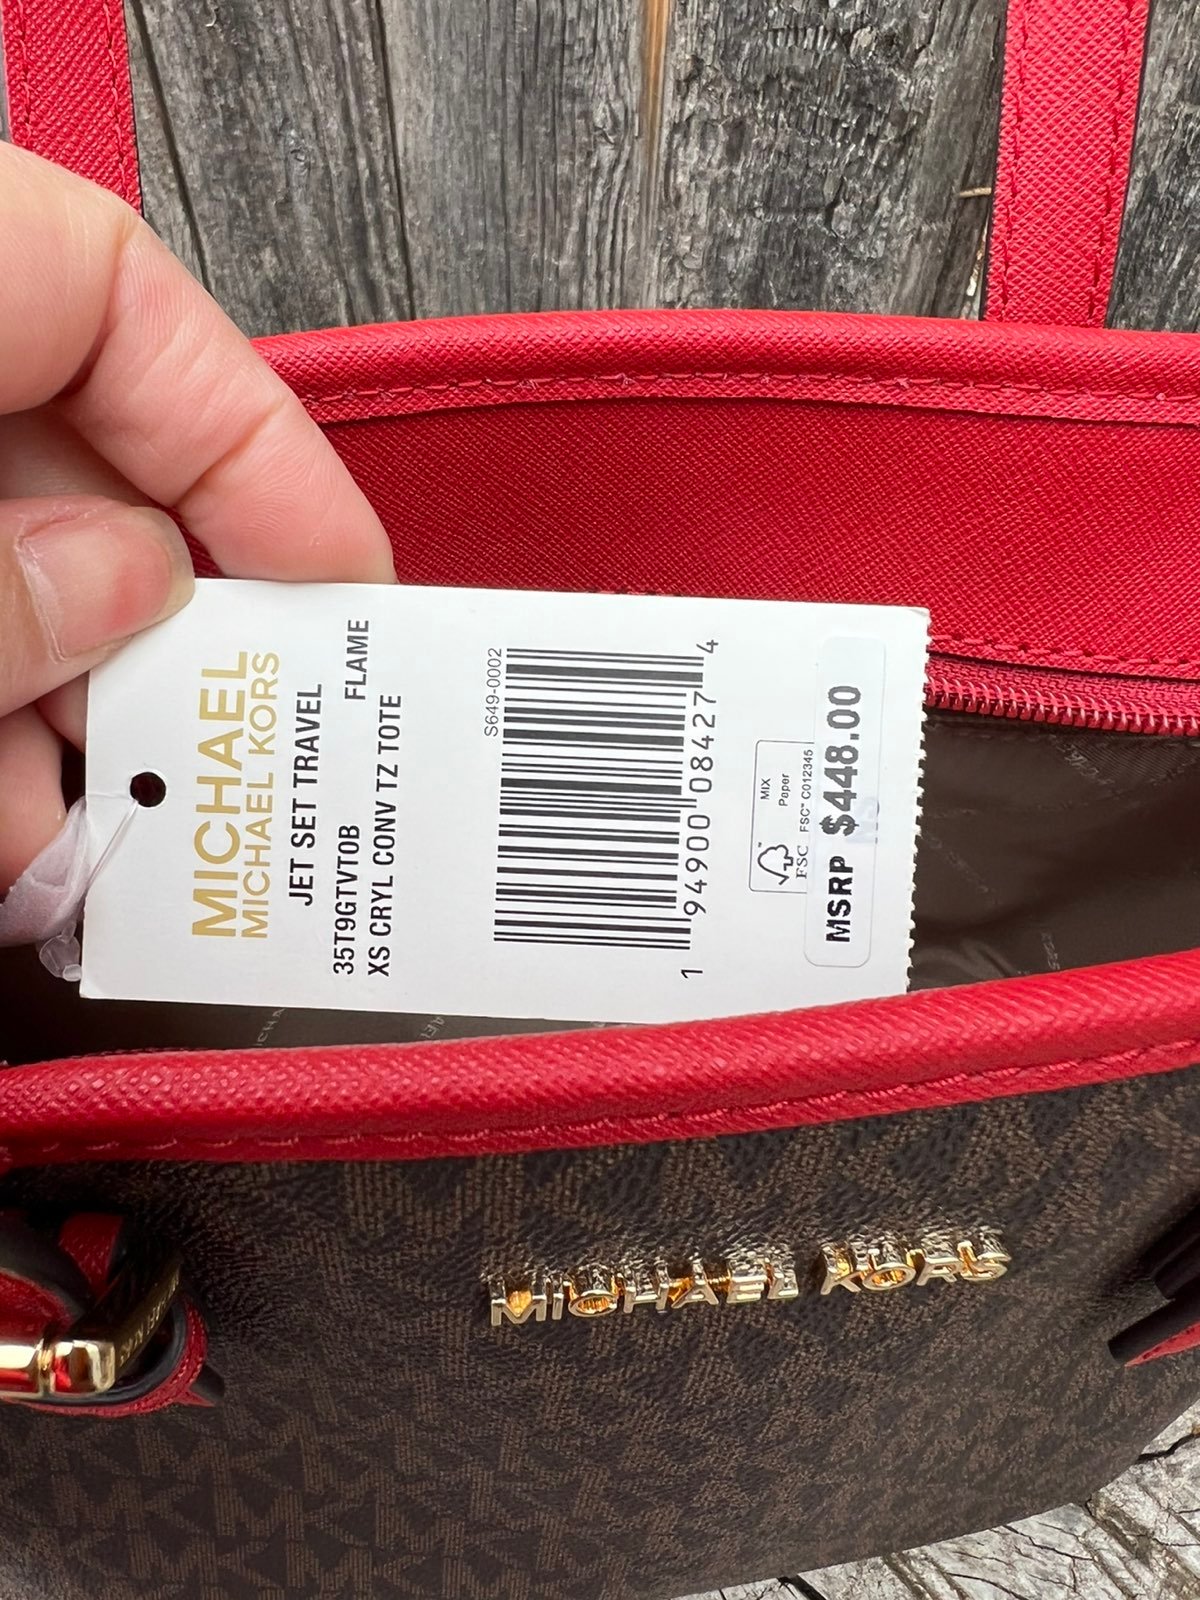 MICHAEL
MICHAEL KORS
JET SET TRAVEL
35T9GTVT0B FLAME
XS CRYL CONV TZ TOTE
S649-0002
1 94900 08427 4
MIX
Paper
FSC
FSC™ C012345
MSRP $448.00
MICHAEL KORS